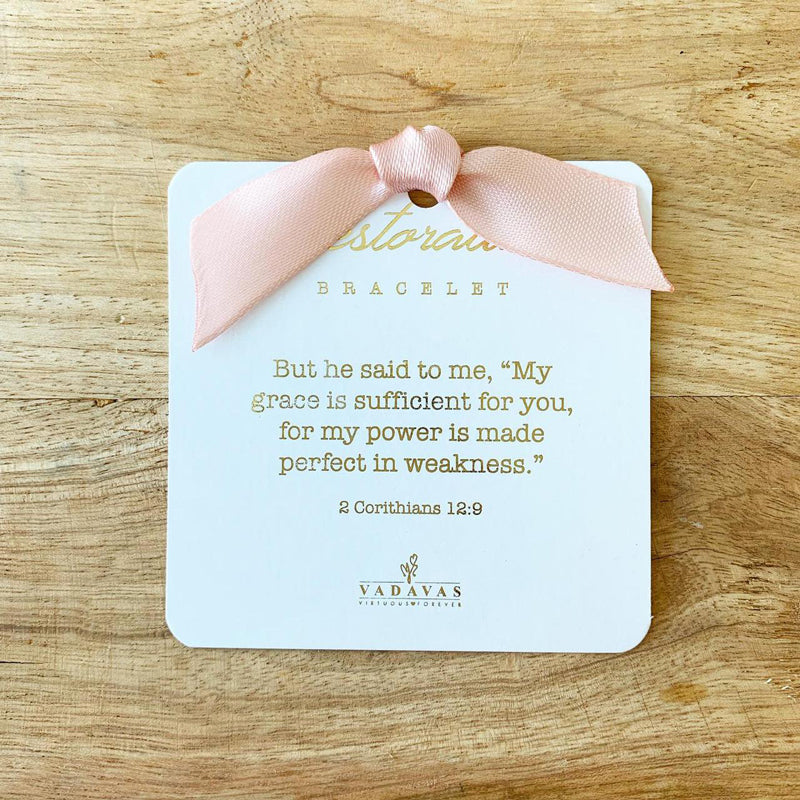 BRACELET
But he said to me, “My
grace is sufficient for you,
for my power is made
perfect in weakness.”
2 Corithians 12:9
VADAVAS
VIRTUOUS♥FOREVER